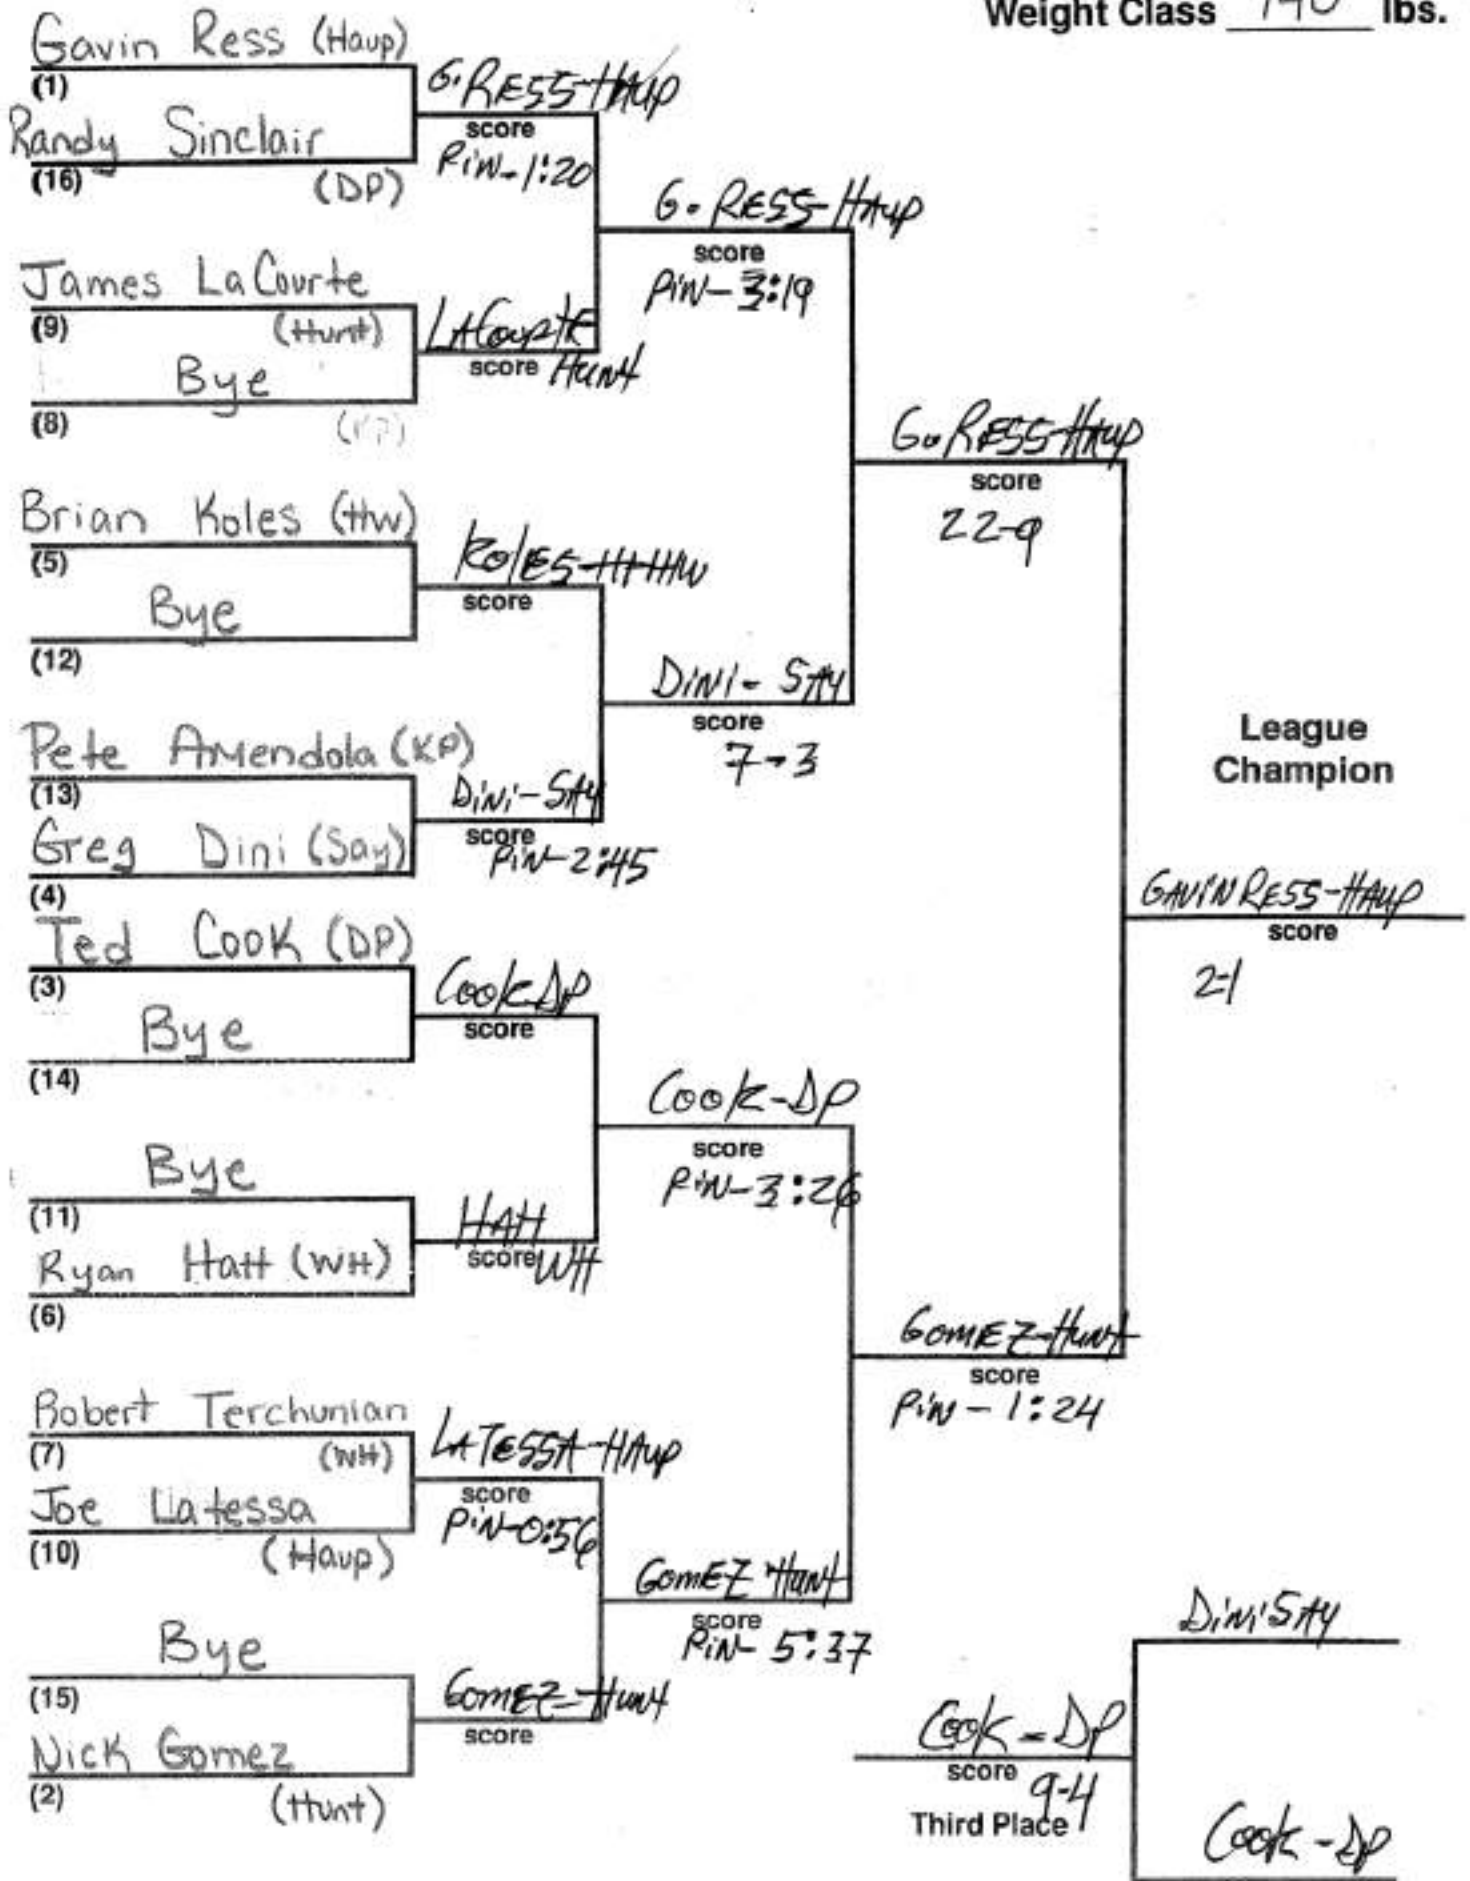 Weight Class 140 lbs.
Gavin Ress (Haup)
(1)
Randy Sinclair
(16) (DP)
G. RESS-HAUP
score
PiN-1:20
James LaCourte
(9) (Hunt)
Bye
(8)
LACourtE
score Hunt
G. RESS-HAUP
score
PiN-3:19
Brian Koles (HW)
(5)
Bye
(12)
KolES-HHHW
score
Pete Amendola (KP)
(13)
Greg Dini (Say)
(4)
DiNi-SAY
score
PiN-2:45
DiNi-SAY
score
7-3
G. RESS-HAUP
score
22-9
Ted Cook (DP)
(3)
Bye
(14)
Cook DP
score
Bye
(11)
Ryan Hatt (WH)
(6)
HAtt
score WH
Cook-DP
score
PiN-3:26
Robert Terchunian
(7) (WH)
Joe Latessa
(10) (Haup)
LATESSA-HAUP
score
PiN-0:56
Bye
(15)
Nick Gomez
(2) (Hunt)
GomEZ-Hunt
score
GomEZ Hunt
score
PiN-5:37
GomEZ-Hunt
score
PiN-1:24
League
Champion
GAViN RESS-HAUP
score
2-1
DiNi SAY
Cook-DP
score 9-4
Third Place
Cook-DP